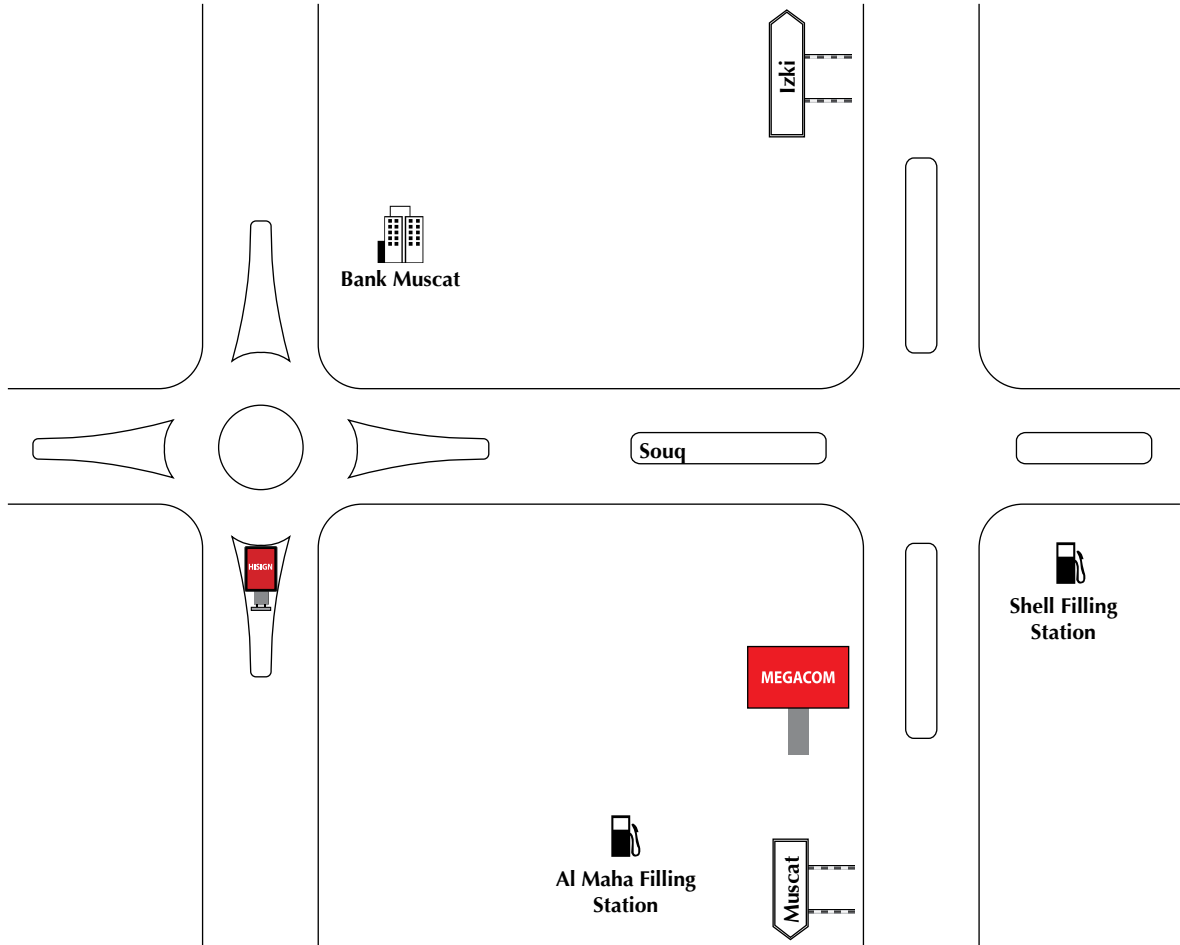 Izki
Bank Muscat
Souq
HISIGN
Shell Filling
Station
MEGACOM
Al Maha Filling
Station
Muscat